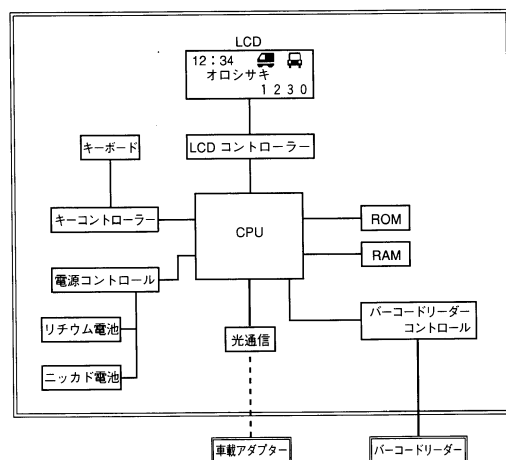 LCD
12:34
オロシサキ
1230
キーボード
LCD コントローラー
キーコントローラー
CPU
ROM
RAM
電源コントロール
リチウム電池
ニッカド電池
光通信
バーコードリーダー
コントロール
車載アダプター
バーコードリーダー